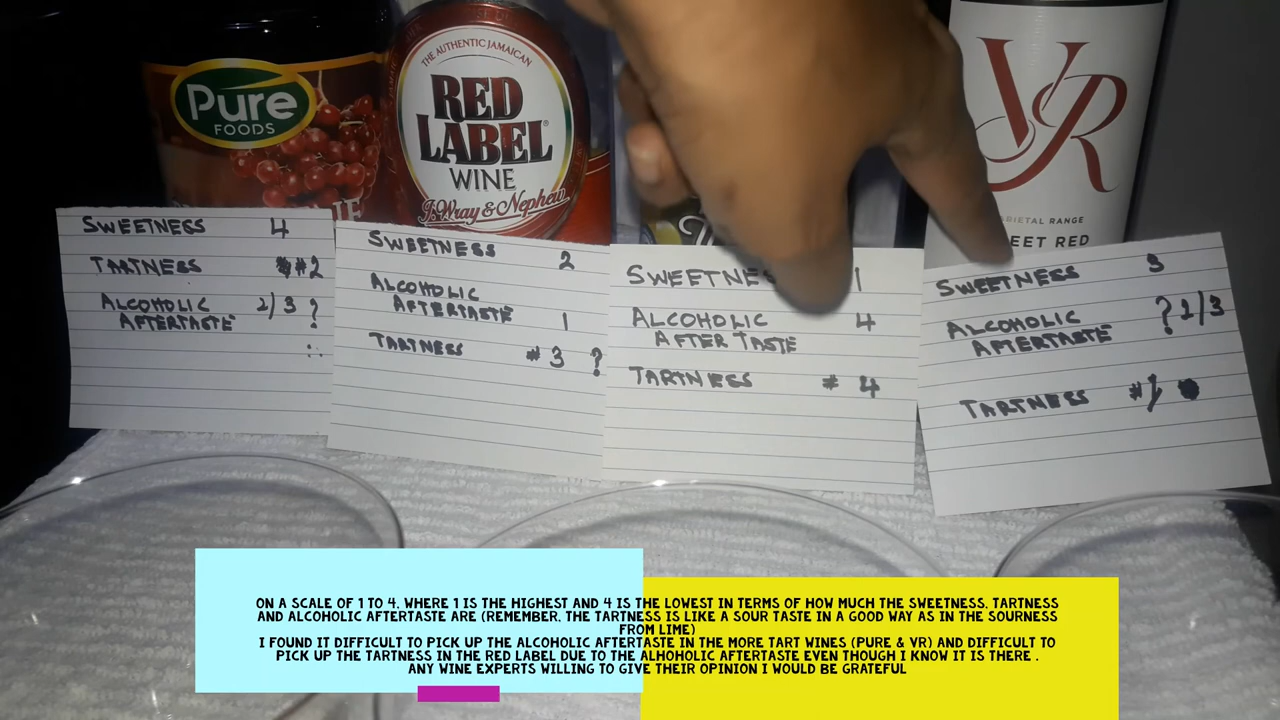 Pure
FOODS
THE AUTHENTIC JAMAICAN
RED
LABEL
WINE
J. Wray & Nephew
VR
VARIETAL RANGE
SWEET RED
SWEETNESS 4
TARTNESS #2
ALCOHOLIC 2/3 ?
AFTERTASTE
SWEETNESS 2
ALCOHOLIC
AFTERTASTE 1
TARTNESS #3 ?
SWEETNE 1
ALCOHOLIC 4
AFTER TASTE
TARTNESS # 4
SWEETNESS 3
ALCOHOLIC ? 2/3
AFTERTASTE
TARTNESS #1
ON A SCALE OF 1 TO 4. WHERE 1 IS THE HIGHEST AND 4 IS THE LOWEST IN TERMS OF HOW MUCH THE SWEETNESS. TARTNESS
AND ALCOHOLIC AFTERTASTE ARE (REMEMBER. THE TARTNESS IS LIKE A SOUR TASTE IN A GOOD WAY AS IN THE SOURNESS
FROM LIME)
I FOUND IT DIFFICULT TO PICK UP THE ALCOHOLIC AFTERTASTE IN THE MORE TART WINES (PURE & VR) AND DIFFICULT TO
PICK UP THE TARTNESS IN THE RED LABEL DUE TO THE ALHOHOLIC AFTERTASTE EVEN THOUGH I KNOW IT IS THERE .
ANY WINE EXPERTS WILLING TO GIVE THEIR OPINION I WOULD BE GRATEFUL